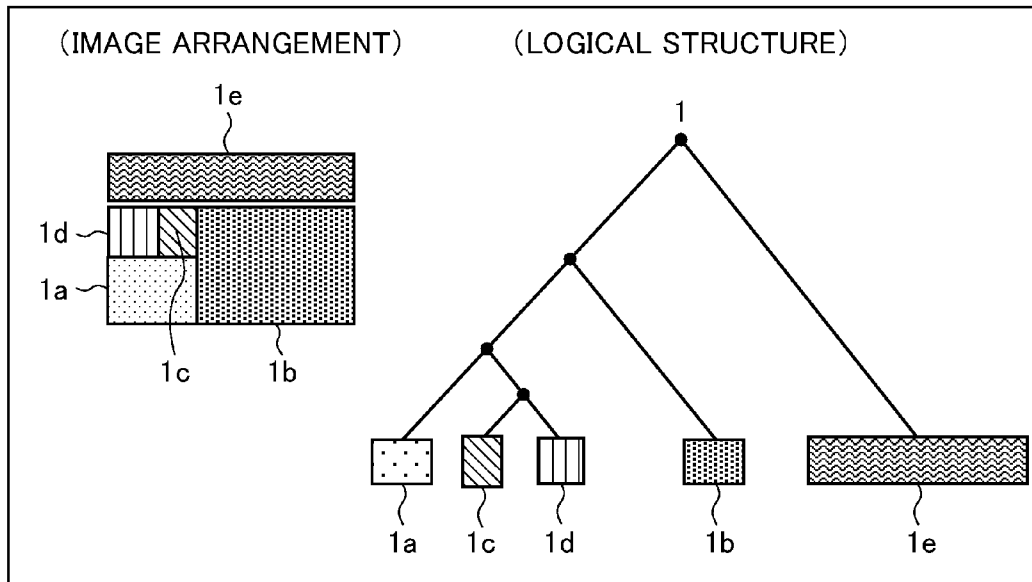 (IMAGE ARRANGEMENT)
(LOGICAL STRUCTURE)
1e
1
1d
1a
1c
1b
1a
1c
1d
1b
1e